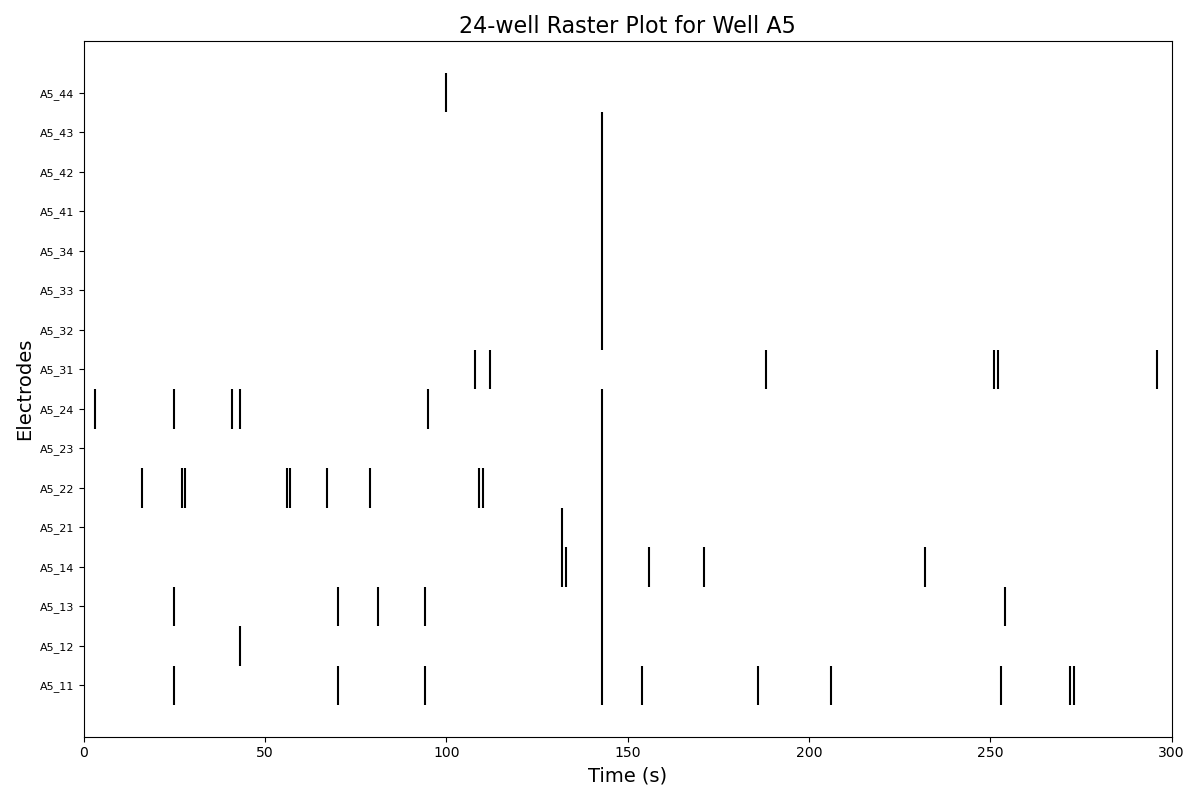 24-well Raster Plot for Well A5
Electrodes
A5_44
A5_43
A5_42
A5_41
A5_34
A5_33
A5_32
A5_31
A5_24
A5_23
A5_22
A5_21
A5_14
A5_13
A5_12
A5_11
0 50 100 150 200 250 300
Time (s)